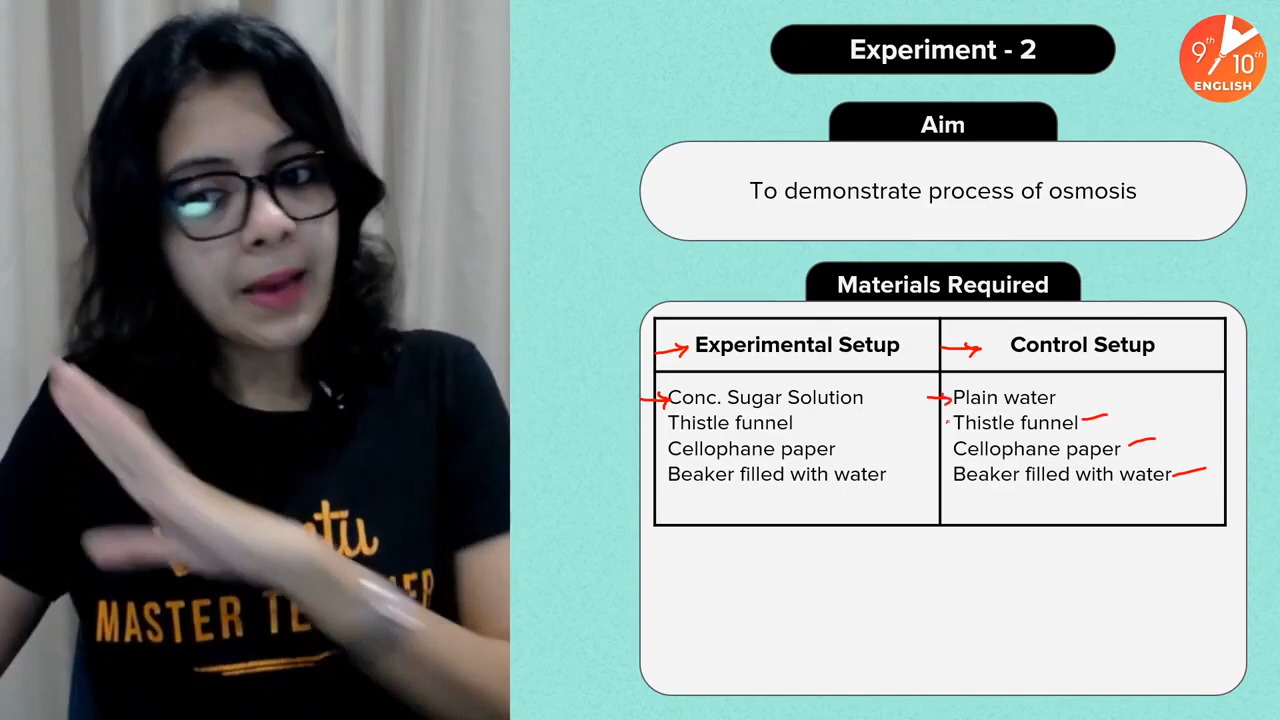 Experiment - 2
9th 10th
ENGLISH
Aim
To demonstrate process of osmosis
Materials Required
Experimental Setup
Control Setup
Conc. Sugar Solution
Thistle funnel
Cellophane paper
Beaker filled with water
Plain water
Thistle funnel
Cellophane paper
Beaker filled with water
MASTER